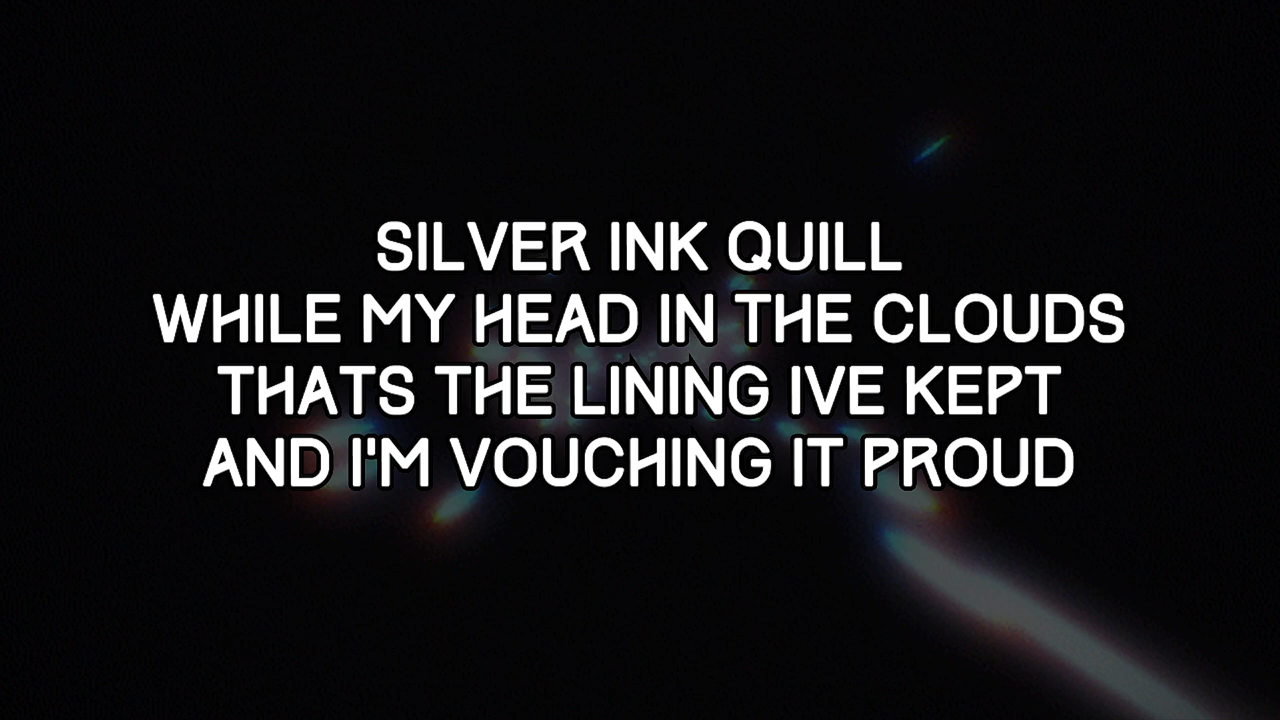 SILVER INK QUILL
WHILE MY HEAD IN THE CLOUDS
THATS THE LINING IVE KEPT
AND I'M VOUCHING IT PROUD